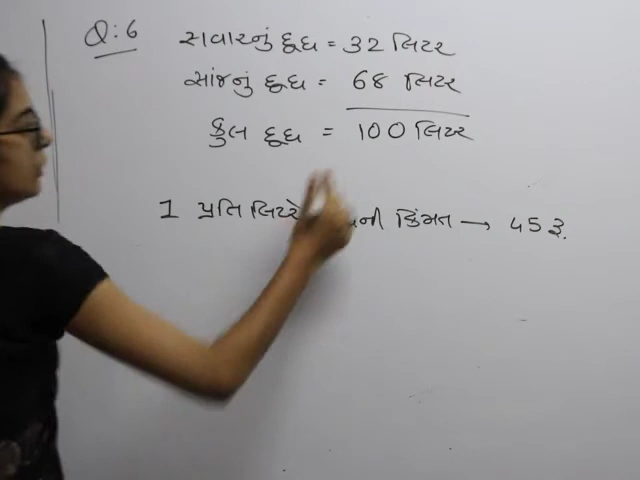 Q:6 સવારનું દૂધ = 32 લિટર
સાંજનું દૂધ = 68 લિટર
કુલ દૂધ = 100 લિટર
1 પ્રતિ લિટરે કિંમત → 45 રૂ.